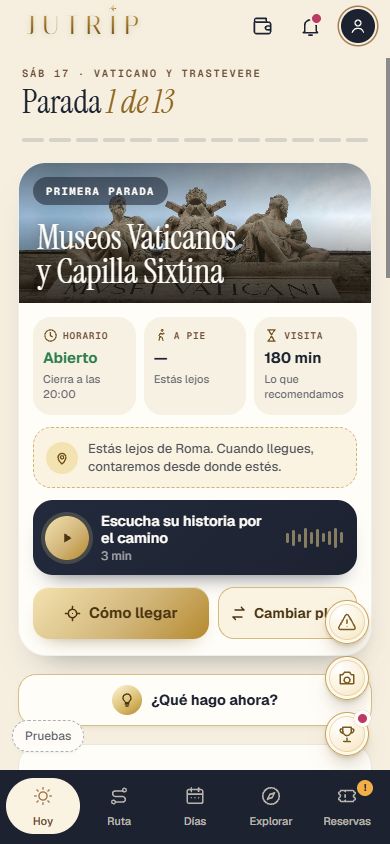 JUTRIP
SÁB 17 · VATICANO Y TRASTEVERE
Parada 1 de 13
PRIMERA PARADA
Museos Vaticanos
y Capilla Sixtina
HORARIO
Abierto
Cierra a las
20:00
A PIE
—
Estás lejos
VISITA
180 min
Lo que
recomendamos
Estás lejos de Roma. Cuando llegues,
contaremos desde donde estés.
Escucha su historia por
el camino
3 min
Cómo llegar
Cambiar pl
¿Qué hago ahora?
Pruebas
Hoy
Ruta
Días
Explorar
!
Reservas